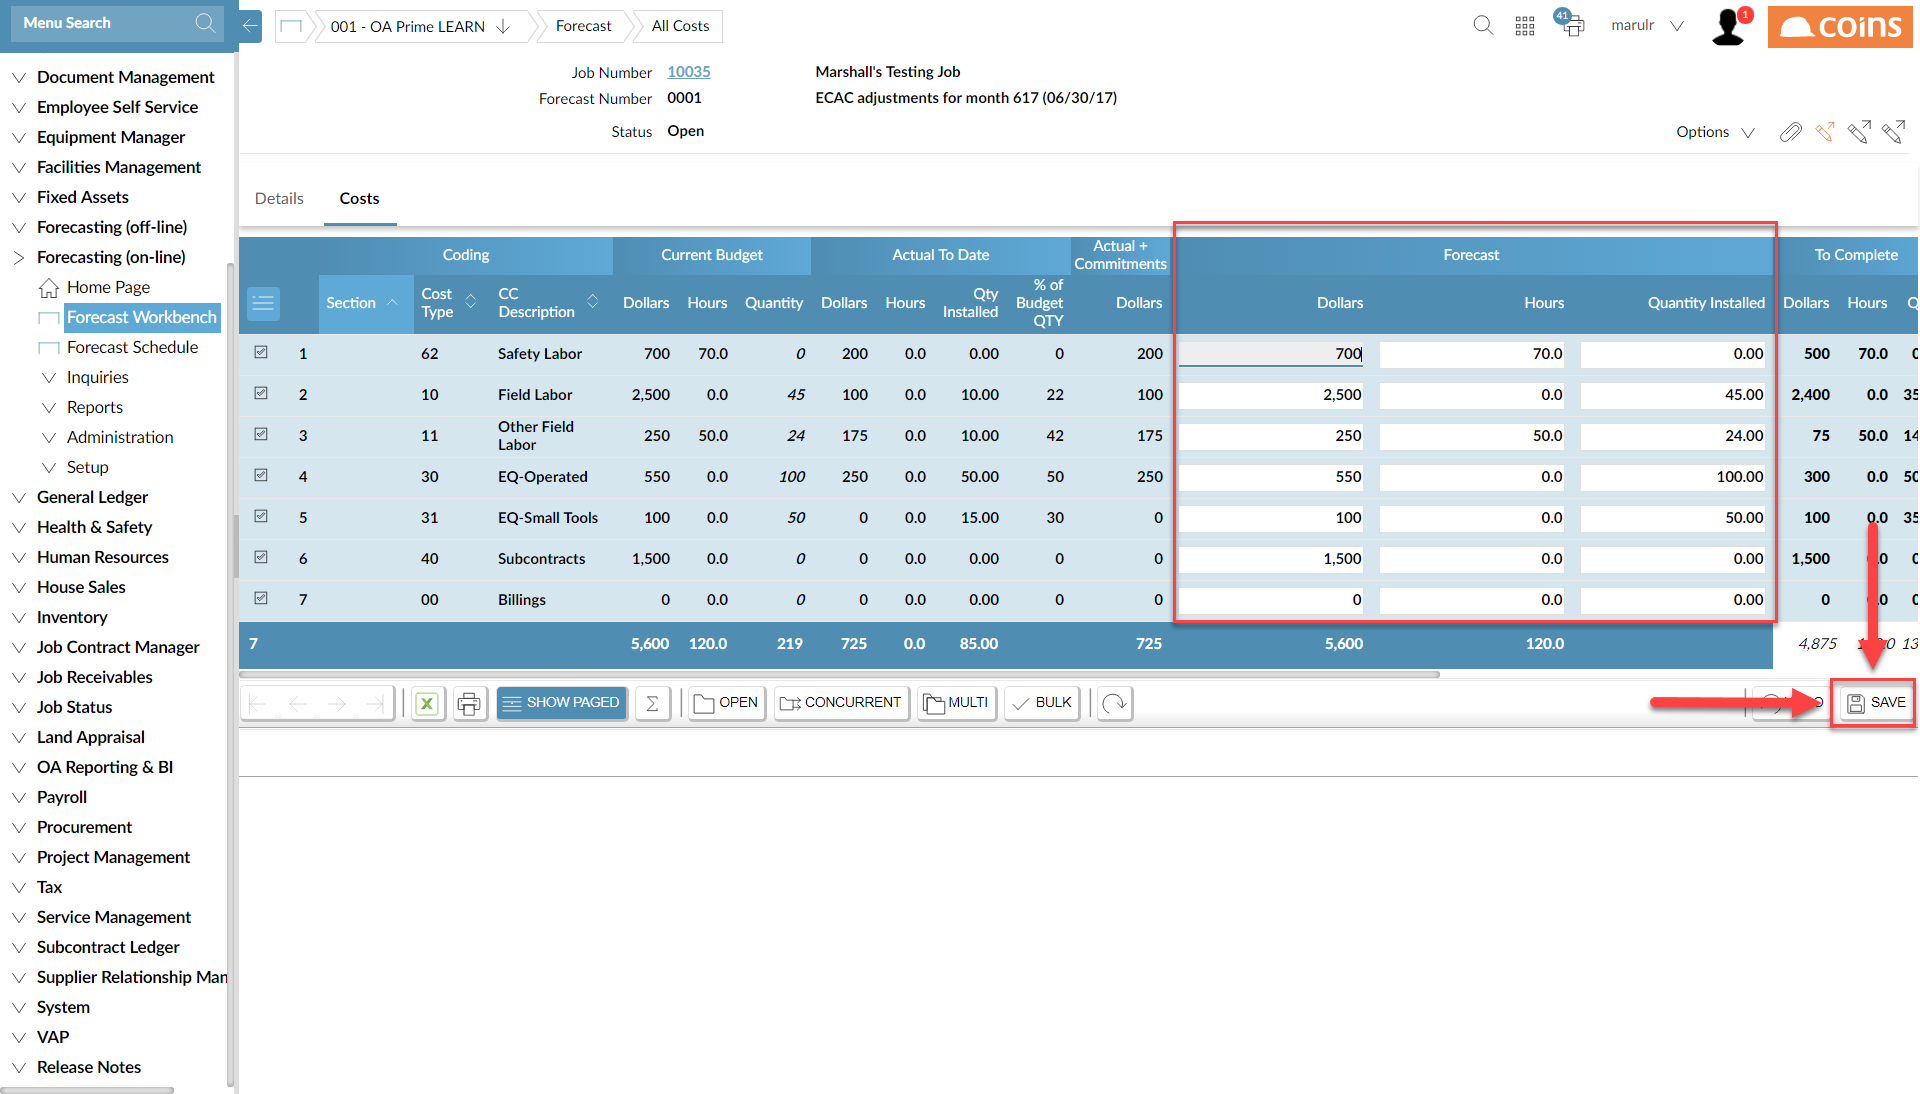 Menu Search
001 - OA Prime LEARN
Forecast
All Costs
41
marulr
1
coins
Job Number 10035 Marshall's Testing Job
Forecast Number 0001 ECAC adjustments for month 617 (06/30/17)
Status Open
Options
Document Management
Employee Self Service
Equipment Manager
Facilities Management
Fixed Assets
Forecasting (off-line)
Forecasting (on-line)
Home Page
Forecast Workbench
Forecast Schedule
Inquiries
Reports
Administration
Setup
General Ledger
Health & Safety
Human Resources
House Sales
Inventory
Job Contract Manager
Job Receivables
Job Status
Land Appraisal
OA Reporting & BI
Payroll
Procurement
Project Management
Tax
Service Management
Subcontract Ledger
Supplier Relationship Man
System
VAP
Release Notes
Details Costs
Coding Current Budget Actual To Date Actual + Commitments Forecast To Complete
Section Cost Type CC Description Dollars Hours Quantity Dollars Hours Qty Installed % of Budget QTY Dollars Dollars Hours Quantity Installed Dollars Hours Q
1 62 Safety Labor 700 70.0 0 200 0.0 0.00 0 200 700 70.0 0.00 500 70.0 0
2 10 Field Labor 2,500 0.0 45 100 0.0 10.00 22 100 2,500 0.0 45.00 2,400 0.0 35
3 11 Other Field Labor 250 50.0 24 175 0.0 10.00 42 175 250 50.0 24.00 75 50.0 14
4 30 EQ-Operated 550 0.0 100 250 0.0 50.00 50 250 550 0.0 100.00 300 0.0 50
5 31 EQ-Small Tools 100 0.0 50 0 0.0 15.00 30 0 100 0.0 50.00 100 0.0 35
6 40 Subcontracts 1,500 0.0 0 0 0.0 0.00 0 0 1,500 0.0 0.00 1,500 .0 0
7 00 Billings 0 0.0 0 0 0.0 0.00 0 0 0 0.0 0.00 0 .0 0
7 5,600 120.0 219 725 0.0 85.00 725 5,600 120.0 4,875 13
SHOW PAGED OPEN CONCURRENT MULTI BULK SAVE